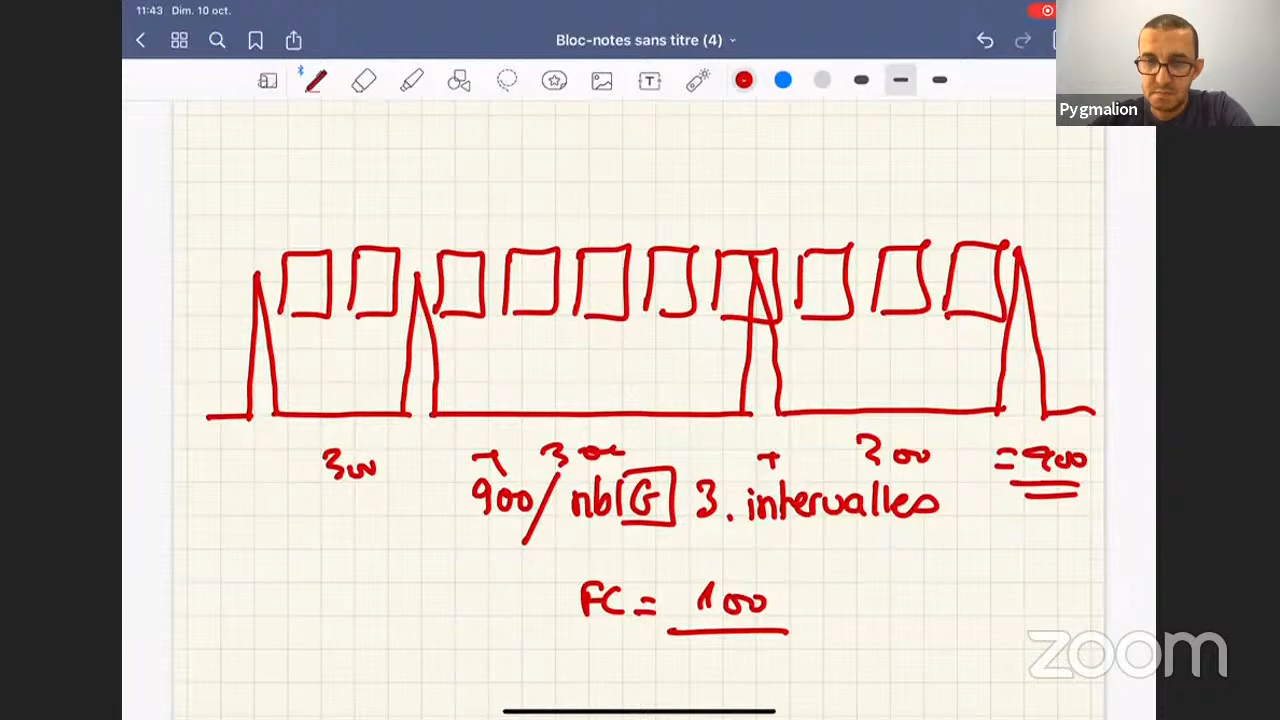 11:43 Dim. 10 oct.
Bloc-notes sans titre (4)
T
Pygmalion
300 + 300 + 300 = 900
900/ nb G 3. intervalles
FC = 100
zoom